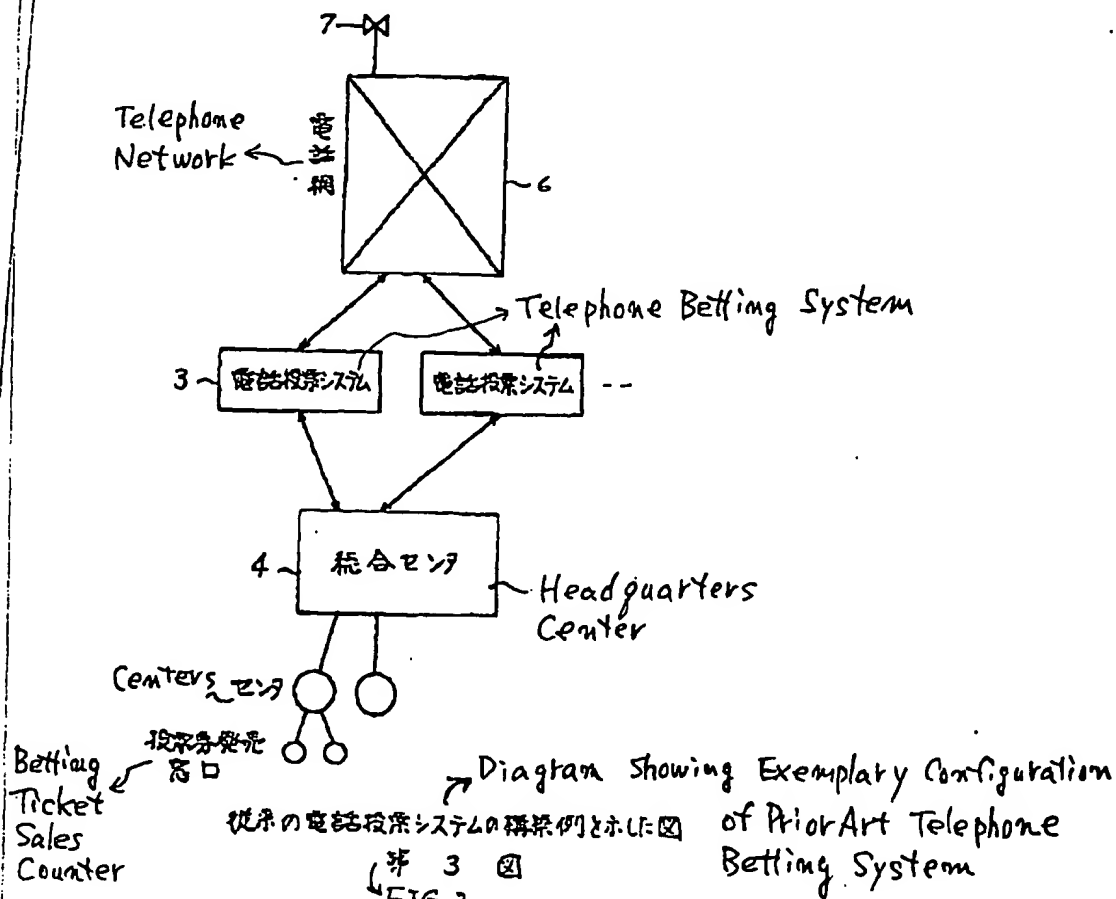 7
Telephone
Network
電話網
6
Telephone Betting System
3
電話投票システム
電話投票システム
--
4
総合センタ
Headquarters
Center
Centers
センタ
投票券発売
窓口
Betting
Ticket
Sales
Counter
Diagram Showing Exemplary Configuration
of Prior Art Telephone
Betting System
従来の電話投票システムの構築例を示した図
第 3 図